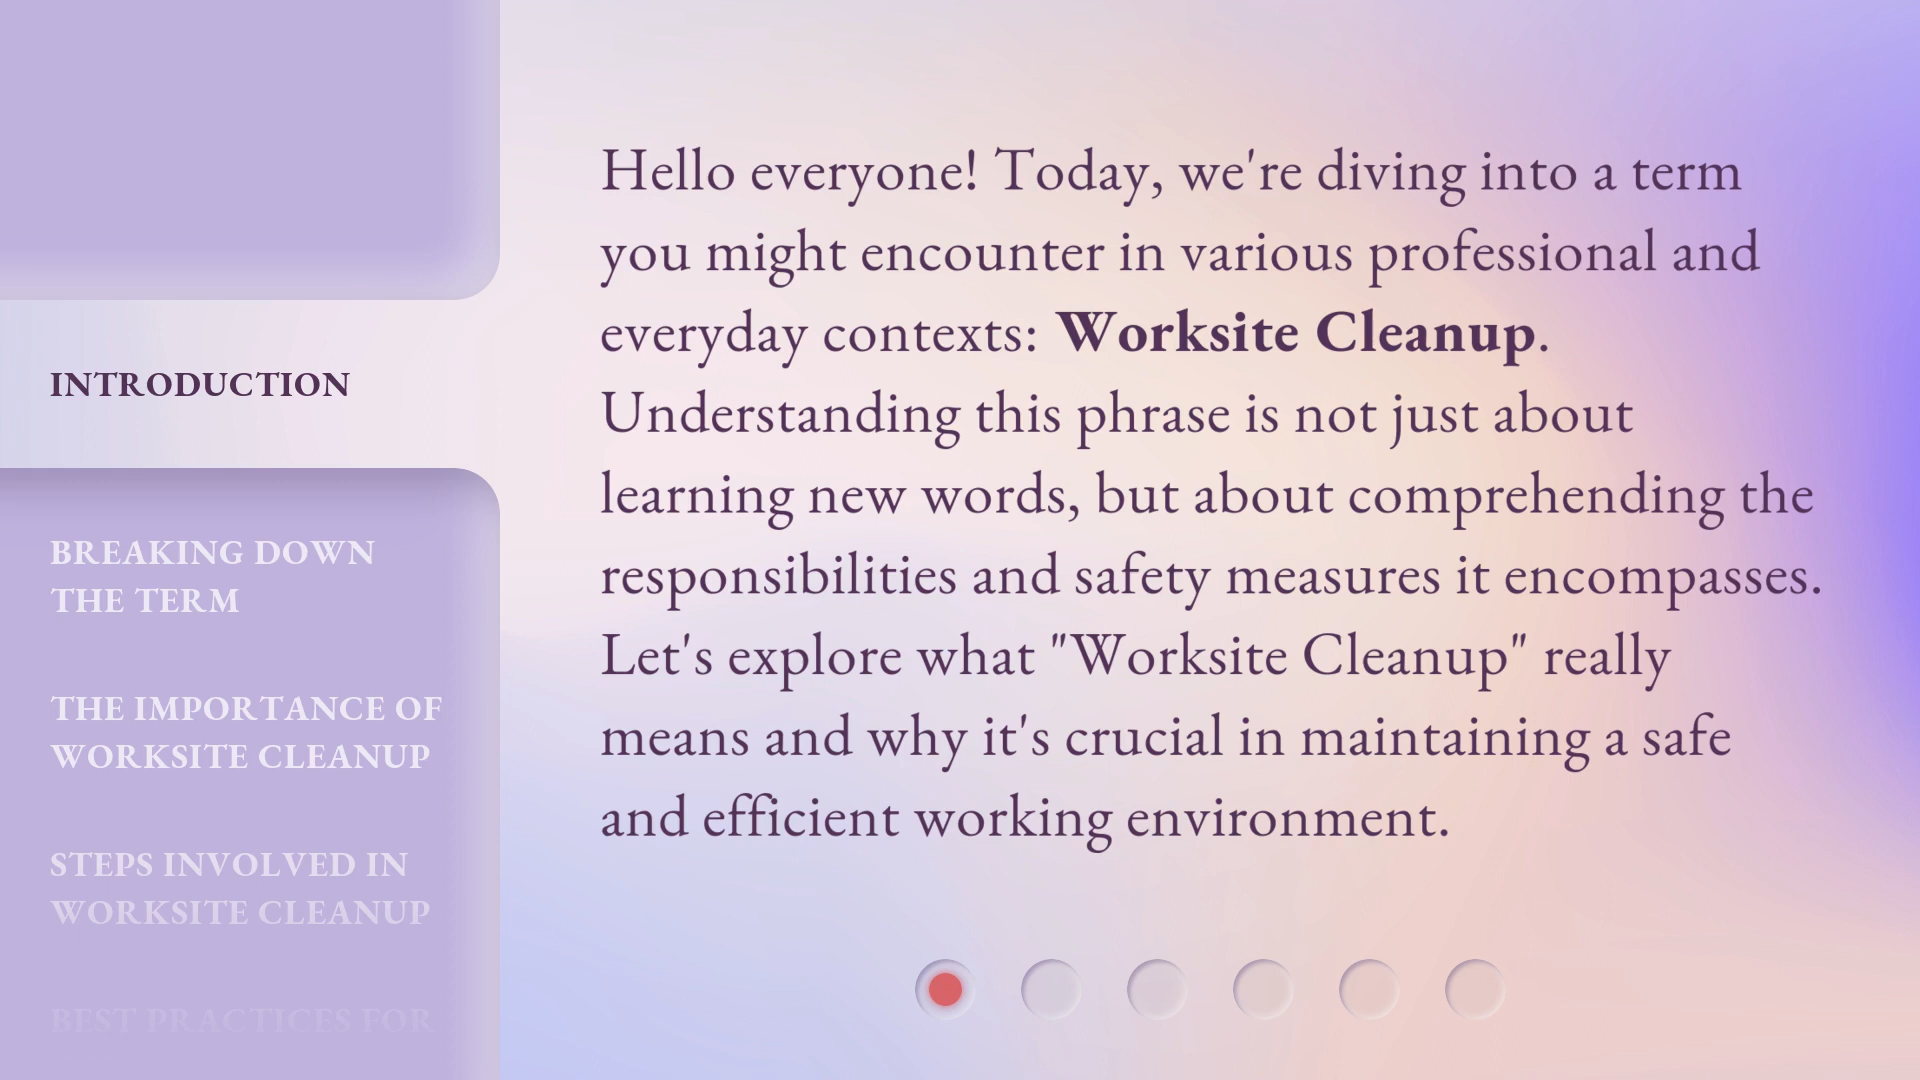 INTRODUCTION
BREAKING DOWN
THE TERM
THE IMPORTANCE OF
WORKSITE CLEANUP
STEPS INVOLVED IN
WORKSITE CLEANUP
BEST PRACTICES FOR
Hello everyone! Today, we're diving into a term
you might encounter in various professional and
everyday contexts: Worksite Cleanup.
Understanding this phrase is not just about
learning new words, but about comprehending the
responsibilities and safety measures it encompasses.
Let's explore what "Worksite Cleanup" really
means and why it's crucial in maintaining a safe
and efficient working environment.